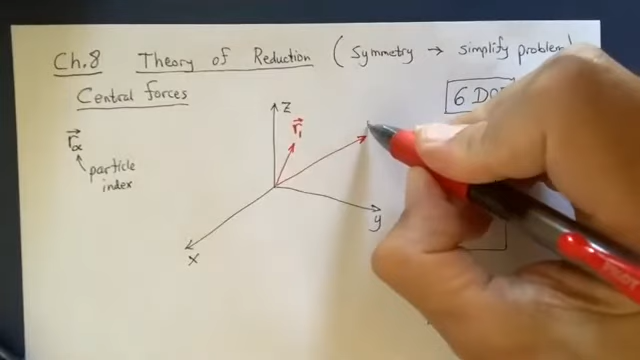 Ch.8 Theory of Reduction (Symmetry → simplify problem!
Central forces
6 DO
z
r⃗₁
r⃗α
particle
index
y
x